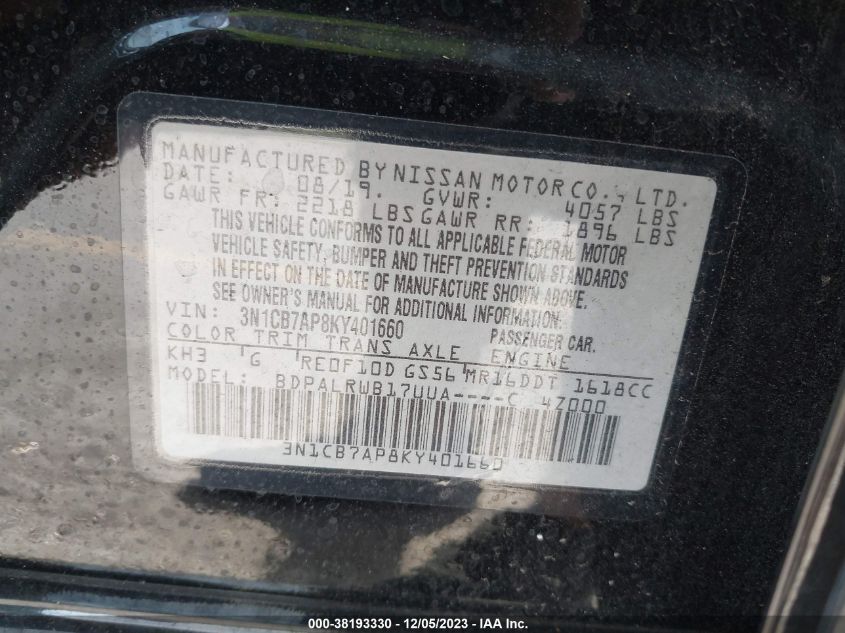 MANUFACTURED BY NISSAN MOTOR CO., LTD.
DATE: 08/19. GVWR: 4057 LBS
GAWR FR: 2218 LBS GAWR RR: 1896 LBS
THIS VEHICLE CONFORMS TO ALL APPLICABLE FEDERAL MOTOR
VEHICLE SAFETY, BUMPER AND THEFT PREVENTION STANDARDS
IN EFFECT ON THE DATE OF MANUFACTURE SHOWN ABOVE.
SEE OWNER'S MANUAL FOR ADDITIONAL INFORMATION.
VIN: 3N1CB7AP8KY401660 PASSENGER CAR.
COLOR TRIM TRANS AXLE ENGINE
KH3 G RE0F10D GS56 MR16DDT 1618CC
MODEL: BDPALRWB17UUA----C 4Z000
3N1CB7AP8KY401660
000-38193330 - 12/05/2023 - IAA Inc.